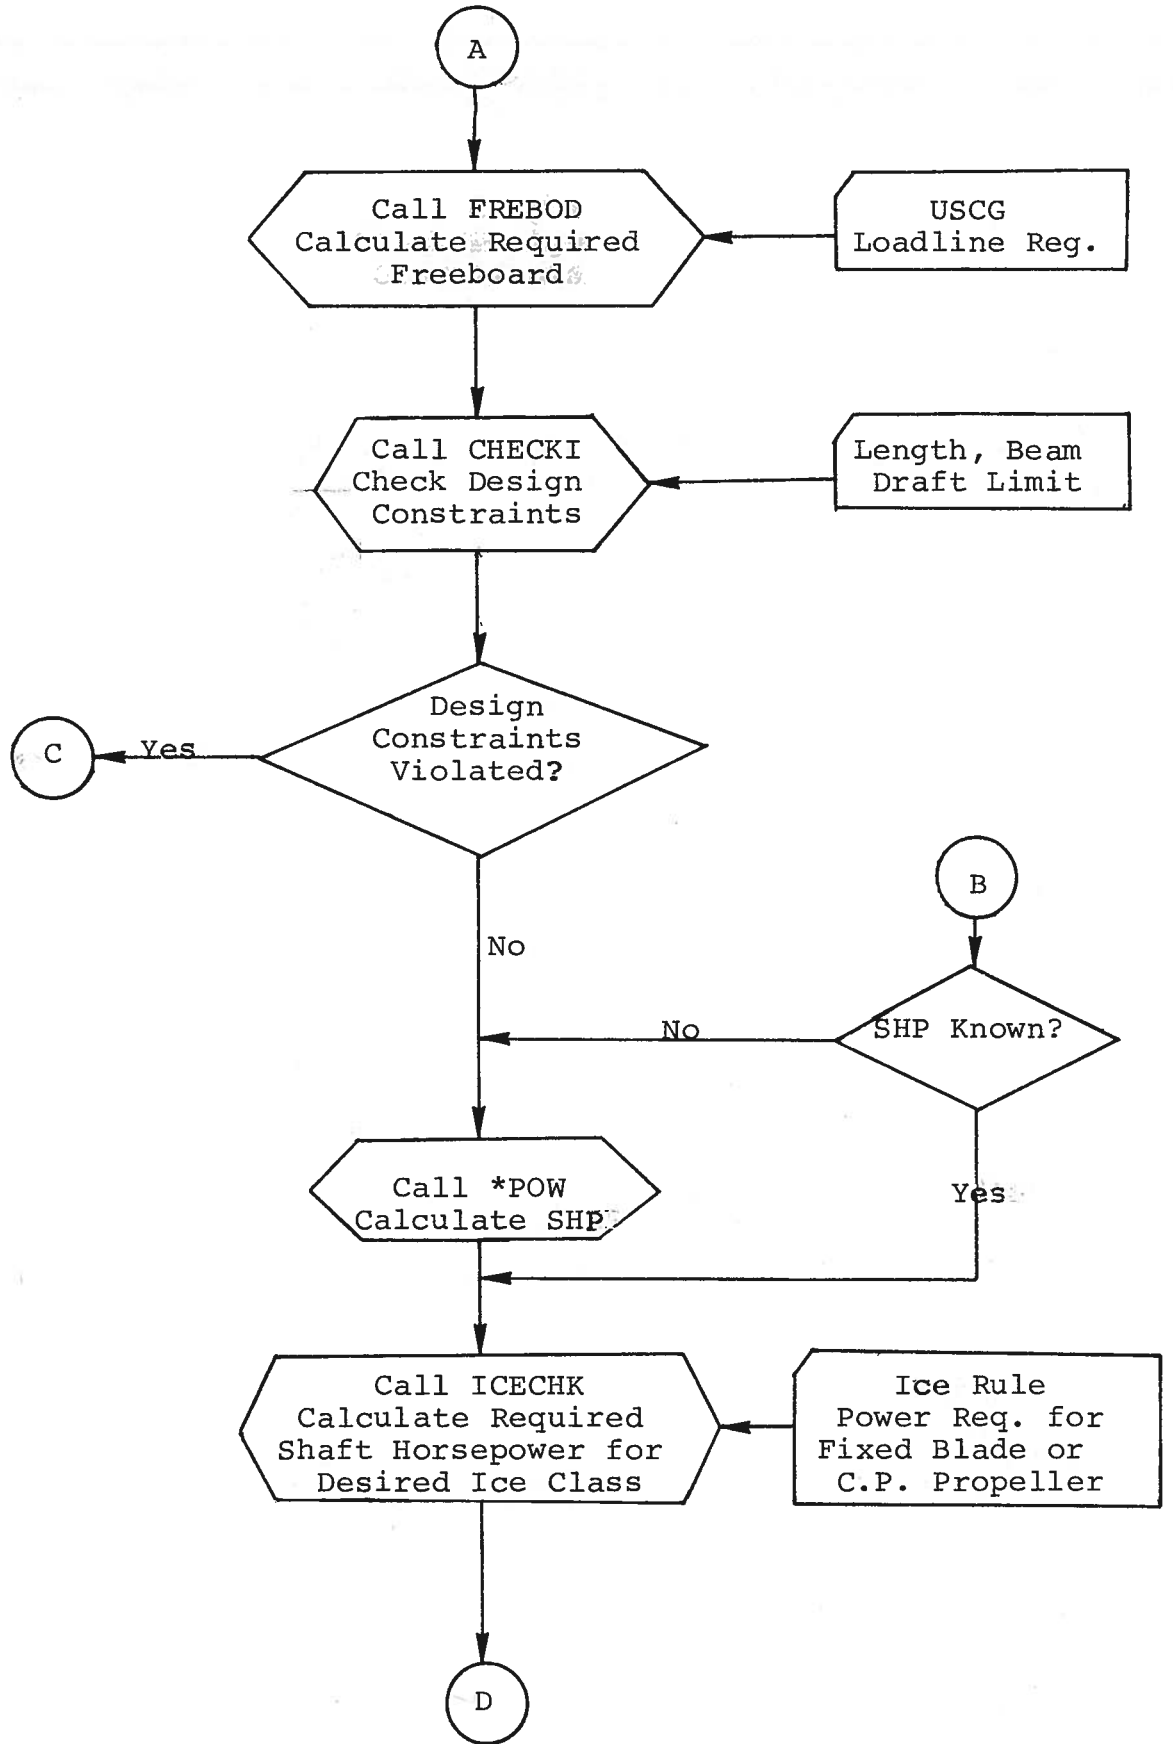 A
Call FREBOD
Calculate Required
Freeboard
USCG
Loadline Reg.
Call CHECKI
Check Design
Constraints
Length, Beam
Draft Limit
Design
Constraints
Violated?
Yes
C
No
B
SHP Known?
No
Yes
Call *POW
Calculate SHP
Call ICECHK
Calculate Required
Shaft Horsepower for
Desired Ice Class
Ice Rule
Power Req. for
Fixed Blade or
C.P. Propeller
D